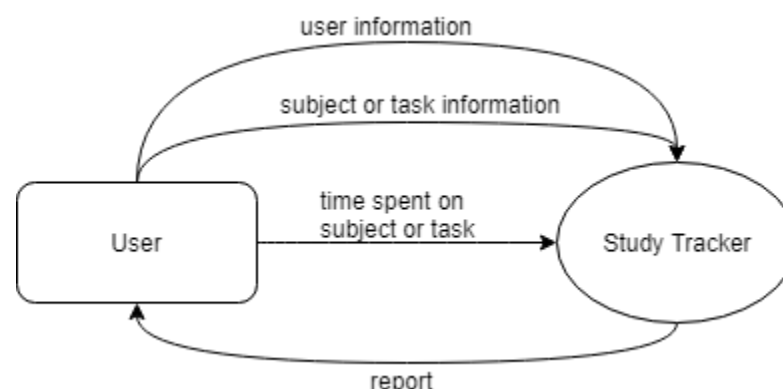 user information
subject or task information
time spent on
subject or task
User
Study Tracker
report